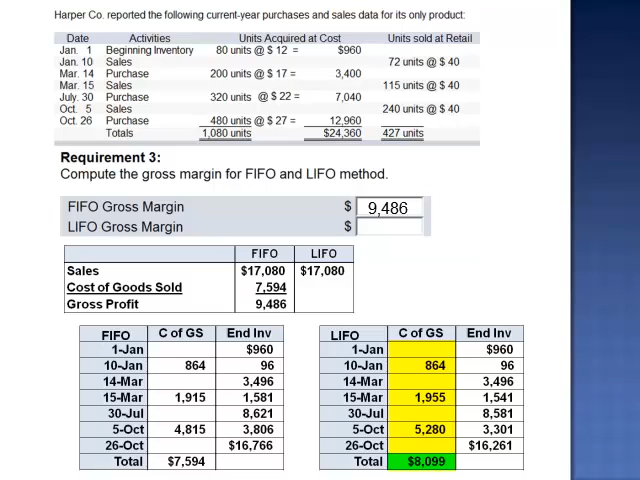 Harper Co. reported the following current-year purchases and sales data for its only product:
Date Activities Units Acquired at Cost Units sold at Retail
Jan. 1 Beginning Inventory 80 units @ $ 12 = $960
Jan. 10 Sales 72 units @ $ 40
Mar. 14 Purchase 200 units @ $ 17 = 3,400
Mar. 15 Sales 115 units @ $ 40
July. 30 Purchase 320 units @ $ 22 = 7,040
Oct. 5 Sales 240 units @ $ 40
Oct. 26 Purchase 480 units @ $ 27 = 12,960
Totals 1,080 units $24,360 427 units
Requirement 3:
Compute the gross margin for FIFO and LIFO method.
FIFO Gross Margin $ 9,486
LIFO Gross Margin $
FIFO LIFO
Sales $17,080 $17,080
Cost of Goods Sold 7,594
Gross Profit 9,486
FIFO C of GS End Inv
1-Jan $960
10-Jan 864 96
14-Mar 3,496
15-Mar 1,915 1,581
30-Jul 8,621
5-Oct 4,815 3,806
26-Oct $16,766
Total $7,594
LIFO C of GS End Inv
1-Jan $960
10-Jan 864 96
14-Mar 3,496
15-Mar 1,955 1,541
30-Jul 8,581
5-Oct 5,280 3,301
26-Oct $16,261
Total $8,099